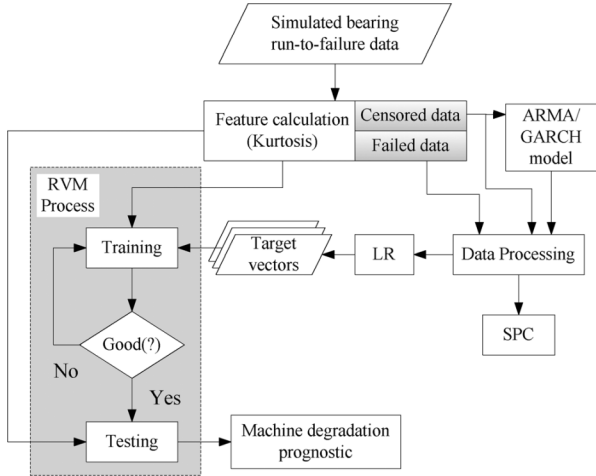 Simulated bearing
run-to-failure data
Feature calculation
(Kurtosis)
Censored data
Failed data
ARMA/
GARCH
model
RVM
Process
Training
Target
vectors
LR
Data Processing
SPC
Good(?)
No
Yes
Testing
Machine degradation
prognostic